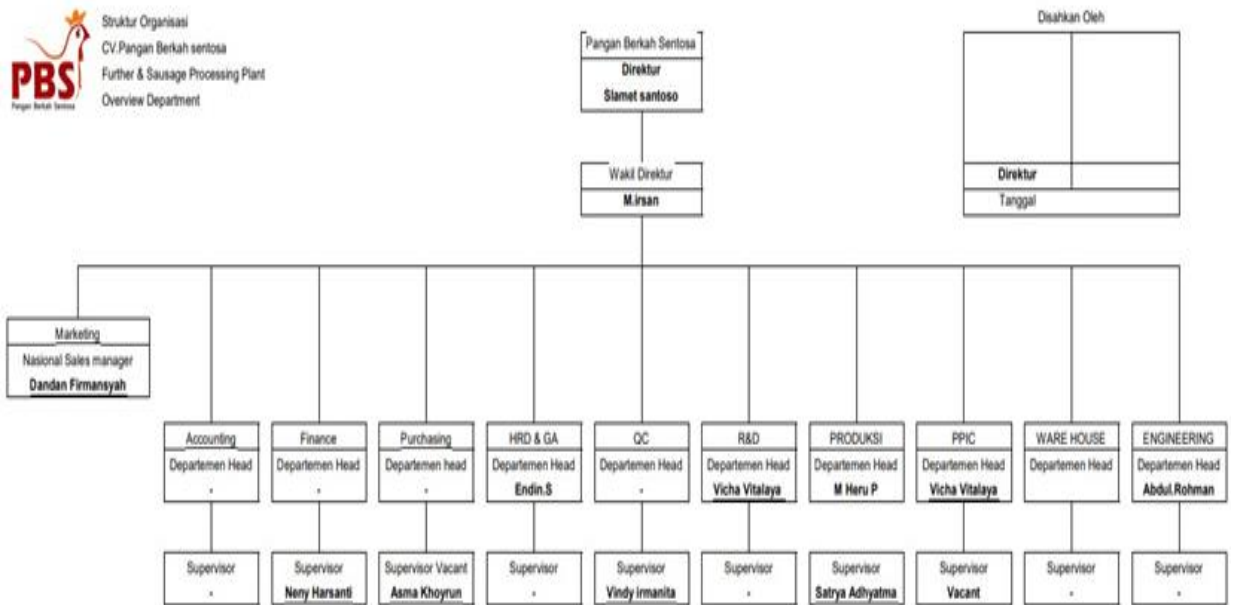 PBS
Pangan Berkah Sentosa
Struktur Organisasi
CV.Pangan Berkah sentosa
Further & Sausage Processing Plant
Overview Department
Pangan Berkah Sentosa
Direktur
Slamet santoso
Wakil Direktur
M.irsan
Disahkan Oleh
Direktur
Tanggal
Marketing
Nasional Sales manager
Dandan Firmansyah
Accounting
Departemen Head
-
Supervisor
-
Finance
Departemen Head
-
Supervisor
Neny Harsanti
Purchasing
Departemen head
-
Supervisor Vacant
Asma Khoyrun
HRD & GA
Departemen Head
Endin.S
Supervisor
-
QC
Departemen Head
-
Supervisor
Vindy irmanita
R&D
Departemen Head
Vicha Vitalaya
Supervisor
-
PRODUKSI
Departemen Head
M Heru P
Supervisor
Satrya Adhyatma
PPIC
Departemen Head
Vicha Vitalaya
Supervisor
Vacant
WARE HOUSE
Departemen Head
Supervisor
-
ENGINEERING
Departemen Head
Abdul.Rohman
Supervisor
-